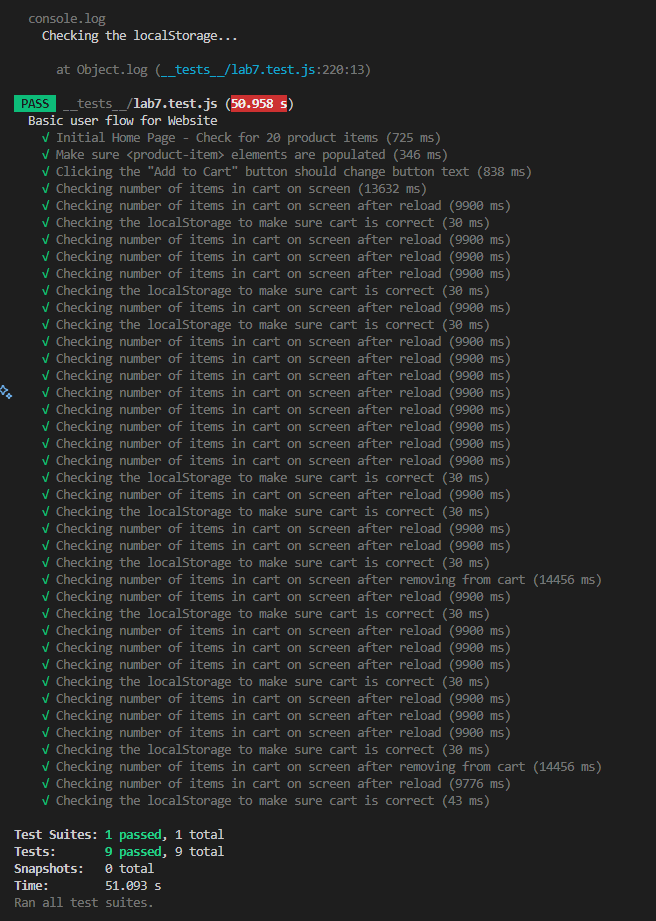 console.log
Checking the localStorage...
at Object.log (__tests__/lab7.test.js:220:13)
PASS __tests__/lab7.test.js (50.958 s)
Basic user flow for Website
√ Initial Home Page - Check for 20 product items (725 ms)
√ Make sure <product-item> elements are populated (346 ms)
√ Clicking the "Add to Cart" button should change button text (838 ms)
√ Checking number of items in cart on screen (13632 ms)
√ Checking number of items in cart on screen after reload (9900 ms)
√ Checking the localStorage to make sure cart is correct (30 ms)
√ Checking number of items in cart on screen after reload (9900 ms)
√ Checking number of items in cart on screen after reload (9900 ms)
√ Checking number of items in cart on screen after reload (9900 ms)
√ Checking the localStorage to make sure cart is correct (30 ms)
√ Checking number of items in cart on screen after reload (9900 ms)
√ Checking the localStorage to make sure cart is correct (30 ms)
√ Checking number of items in cart on screen after reload (9900 ms)
√ Checking number of items in cart on screen after reload (9900 ms)
√ Checking number of items in cart on screen after reload (9900 ms)
√ Checking number of items in cart on screen after reload (9900 ms)
√ Checking number of items in cart on screen after reload (9900 ms)
√ Checking number of items in cart on screen after reload (9900 ms)
√ Checking number of items in cart on screen after reload (9900 ms)
√ Checking number of items in cart on screen after reload (9900 ms)
√ Checking the localStorage to make sure cart is correct (30 ms)
√ Checking number of items in cart on screen after reload (9900 ms)
√ Checking the localStorage to make sure cart is correct (30 ms)
√ Checking number of items in cart on screen after reload (9900 ms)
√ Checking number of items in cart on screen after reload (9900 ms)
√ Checking the localStorage to make sure cart is correct (30 ms)
√ Checking number of items in cart on screen after removing from cart (14456 ms)
√ Checking number of items in cart on screen after reload (9900 ms)
√ Checking the localStorage to make sure cart is correct (30 ms)
√ Checking number of items in cart on screen after reload (9900 ms)
√ Checking number of items in cart on screen after reload (9900 ms)
√ Checking number of items in cart on screen after reload (9900 ms)
√ Checking the localStorage to make sure cart is correct (30 ms)
√ Checking number of items in cart on screen after reload (9900 ms)
√ Checking number of items in cart on screen after reload (9900 ms)
√ Checking number of items in cart on screen after reload (9900 ms)
√ Checking the localStorage to make sure cart is correct (30 ms)
√ Checking number of items in cart on screen after removing from cart (14456 ms)
√ Checking number of items in cart on screen after reload (9776 ms)
√ Checking the localStorage to make sure cart is correct (43 ms)
Test Suites: 1 passed, 1 total
Tests: 9 passed, 9 total
Snapshots: 0 total
Time: 51.093 s
Ran all test suites.